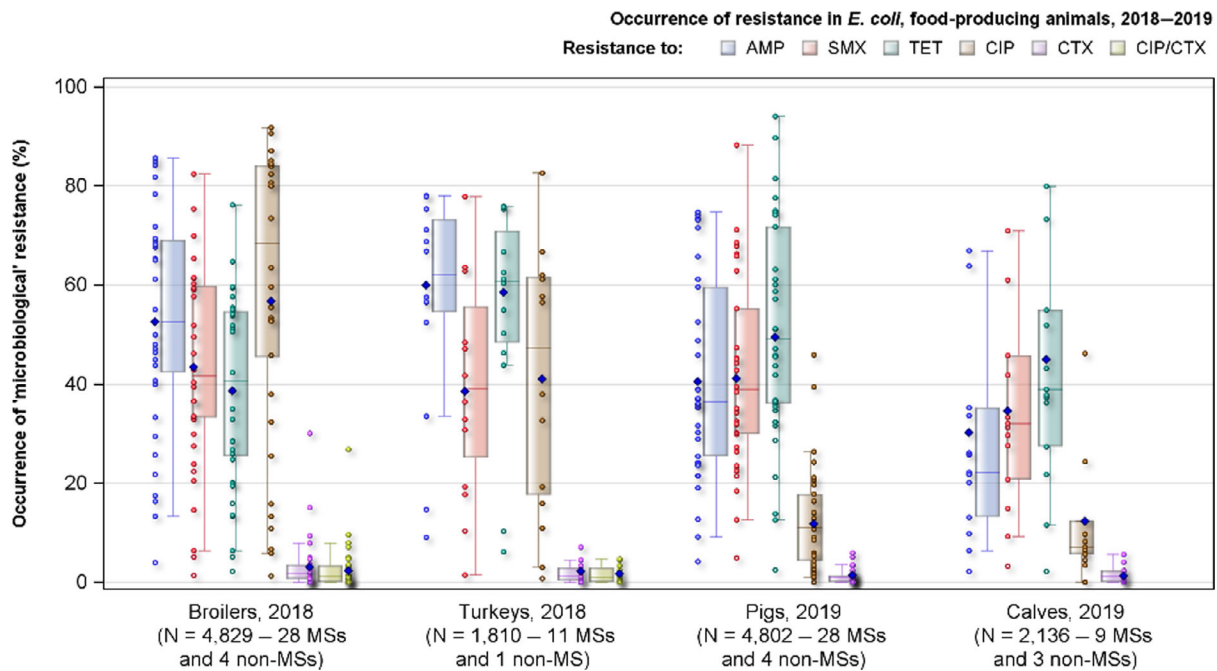 Occurrence of resistance in E. coli, food-producing animals, 2018–2019
Resistance to: AMP SMX TET CIP CTX CIP/CTX
Occurrence of 'microbiological' resistance (%)
100
80
60
40
20
0
Broilers, 2018 Turkeys, 2018 Pigs, 2019 Calves, 2019
(N = 4,829 – 28 MSs (N = 1,810 – 11 MSs (N = 4,802 – 28 MSs (N = 2,136 – 9 MSs
and 4 non-MSs) and 1 non-MS) and 4 non-MSs) and 3 non-MSs)